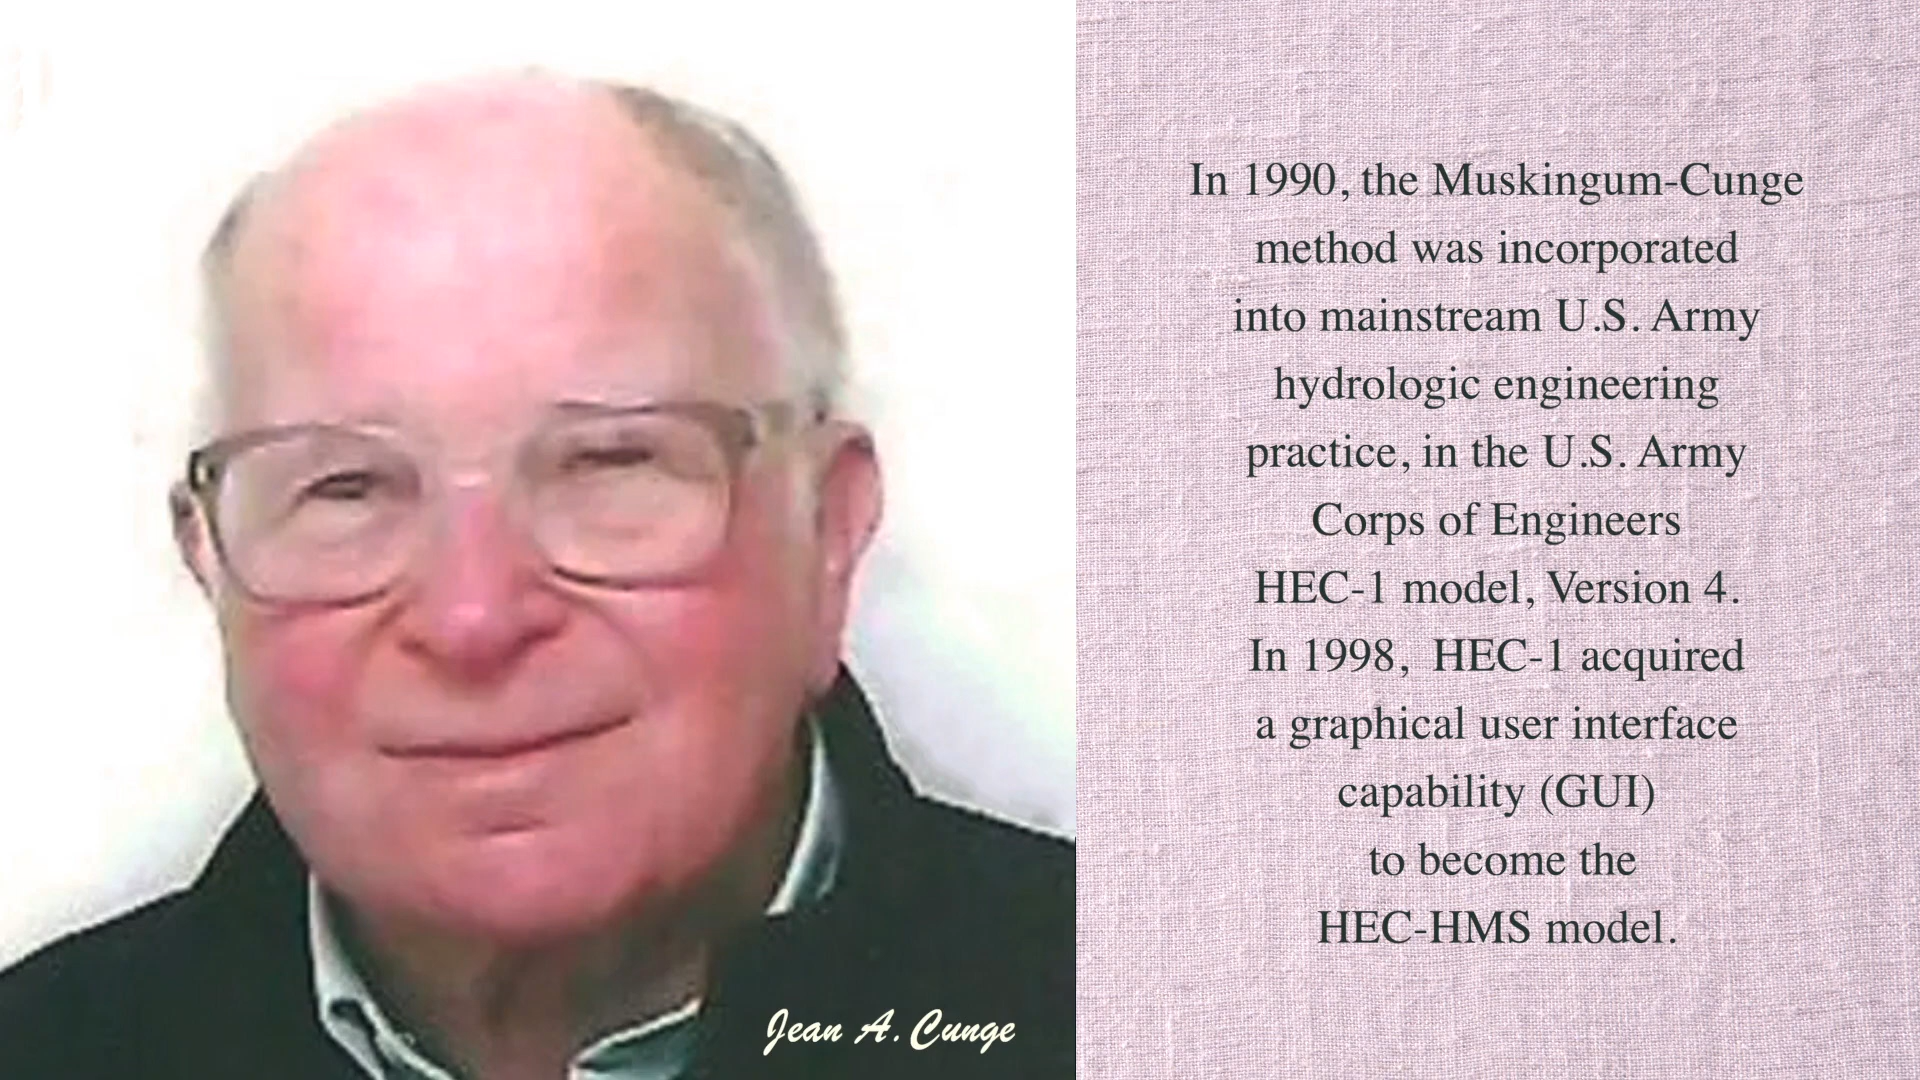 In 1990, the Muskingum-Cunge
method was incorporated
into mainstream U.S. Army
hydrologic engineering
practice, in the U.S. Army
Corps of Engineers
HEC-1 model, Version 4.
In 1998, HEC-1 acquired
a graphical user interface
capability (GUI)
to become the
HEC-HMS model.
Jean A. Cunge